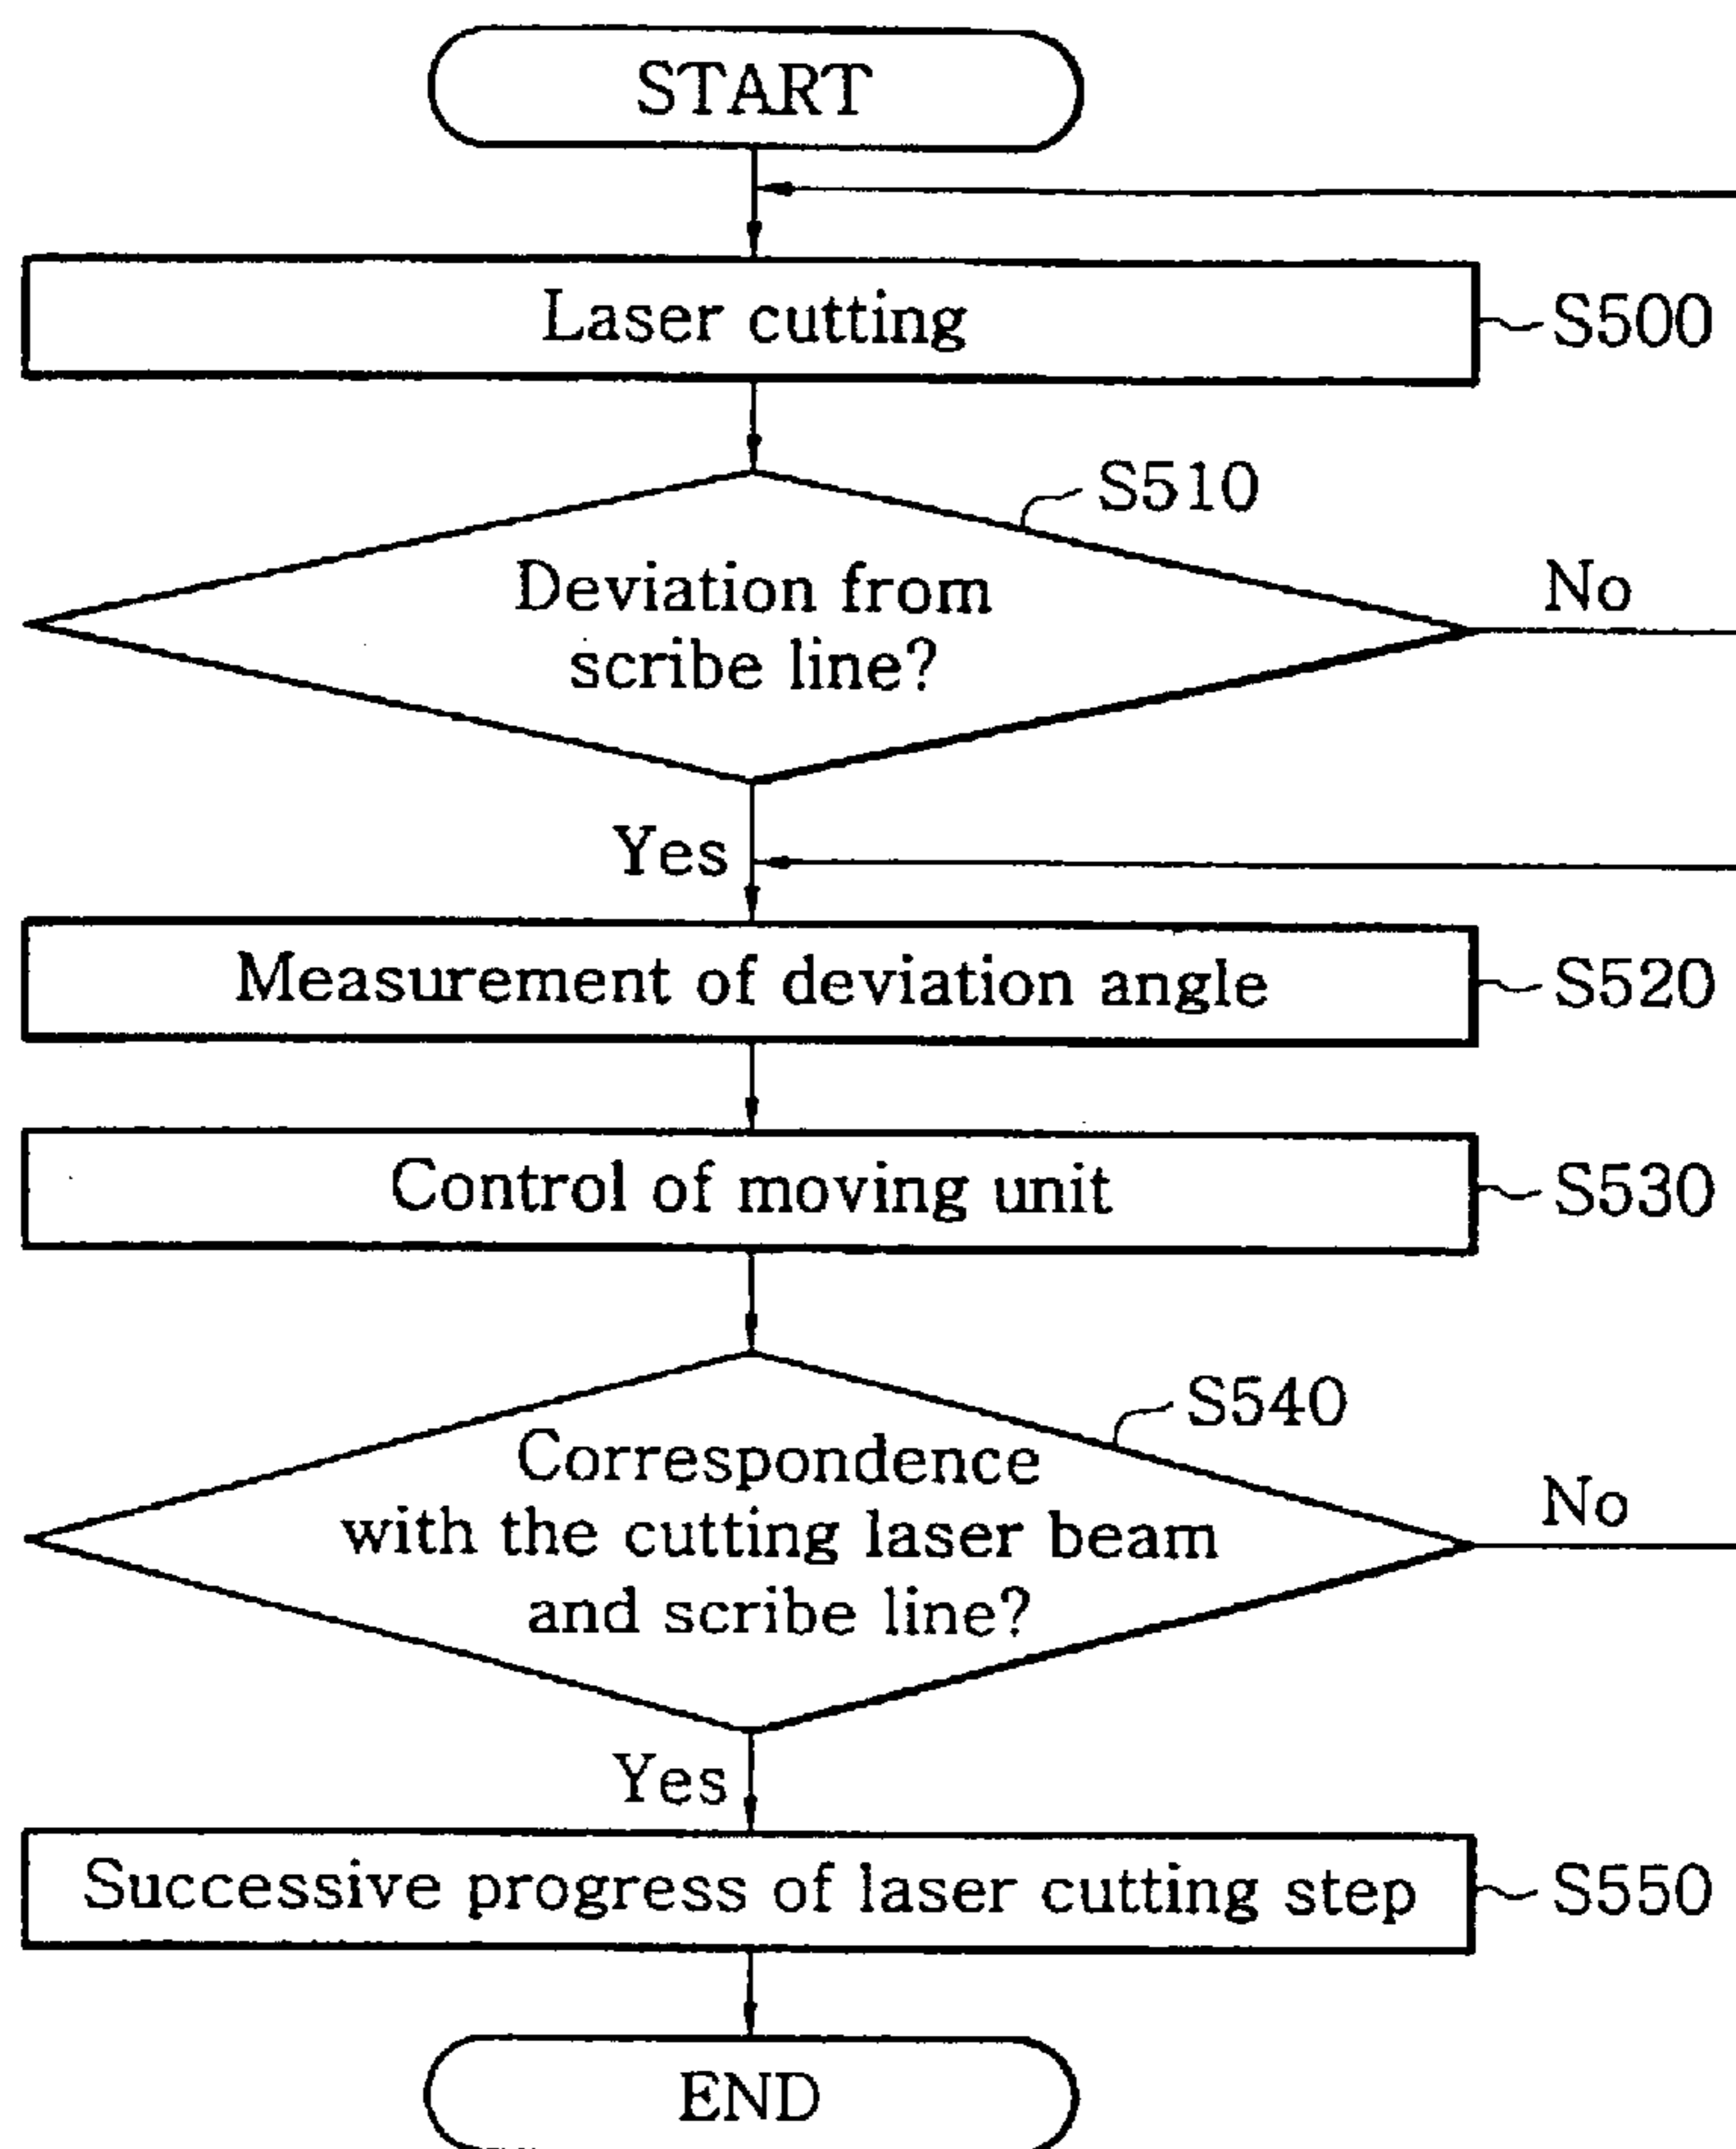 START
Laser cutting
S500
S510
Deviation from
scribe line?
No
Yes
Measurement of deviation angle
S520
Control of moving unit
S530
S540
Correspondence
with the cutting laser beam
and scribe line?
No
Yes
Successive progress of laser cutting step
S550
END